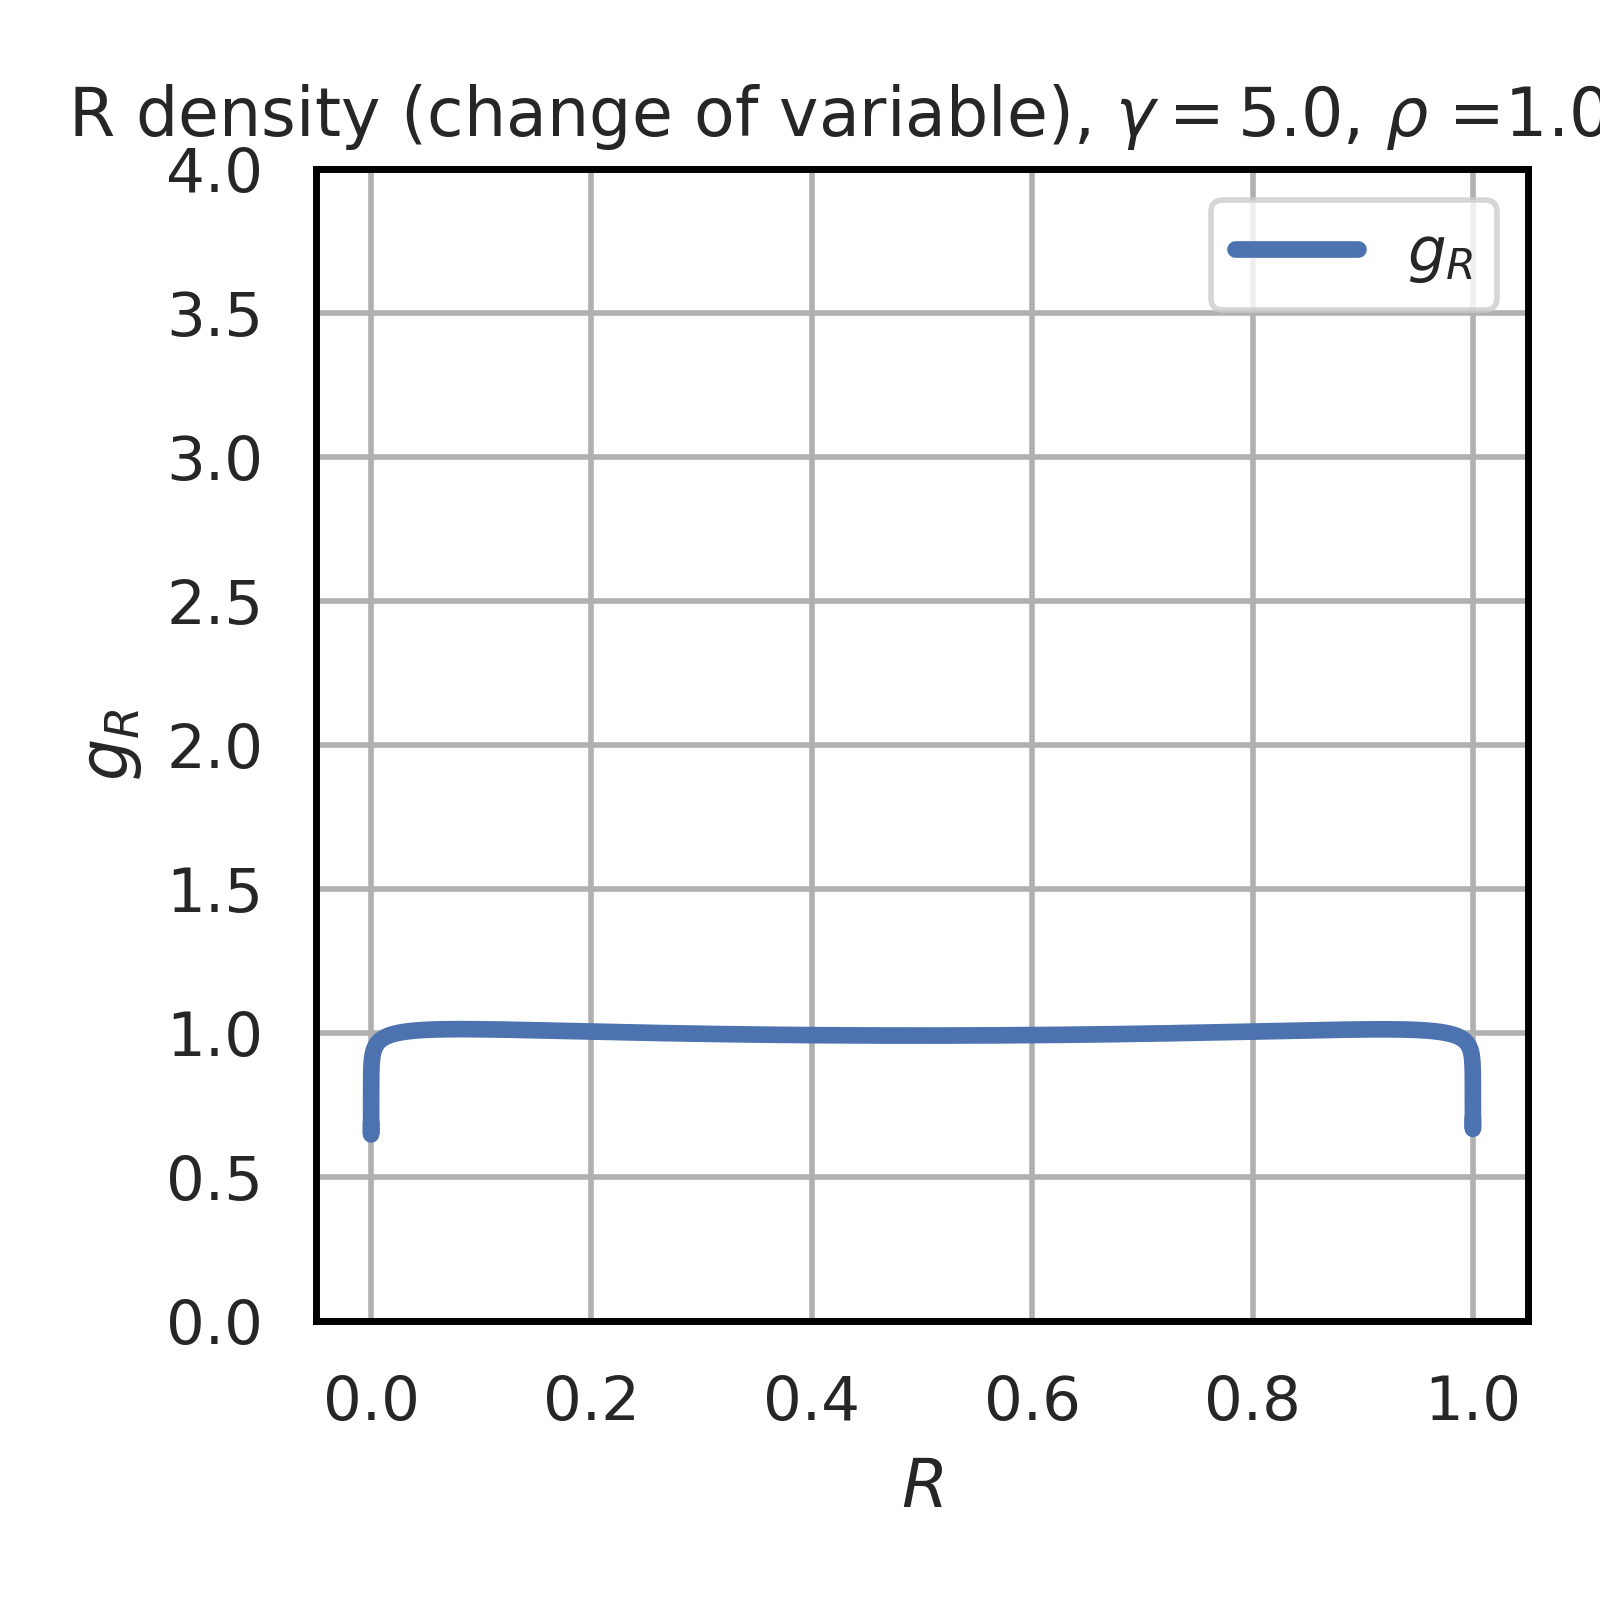 R density (change of variable), γ = 5.0, ρ =1.0
g_R
4.0
3.5
3.0
2.5
2.0
1.5
1.0
0.5
0.0
g_R
0.0 0.2 0.4 0.6 0.8 1.0
R